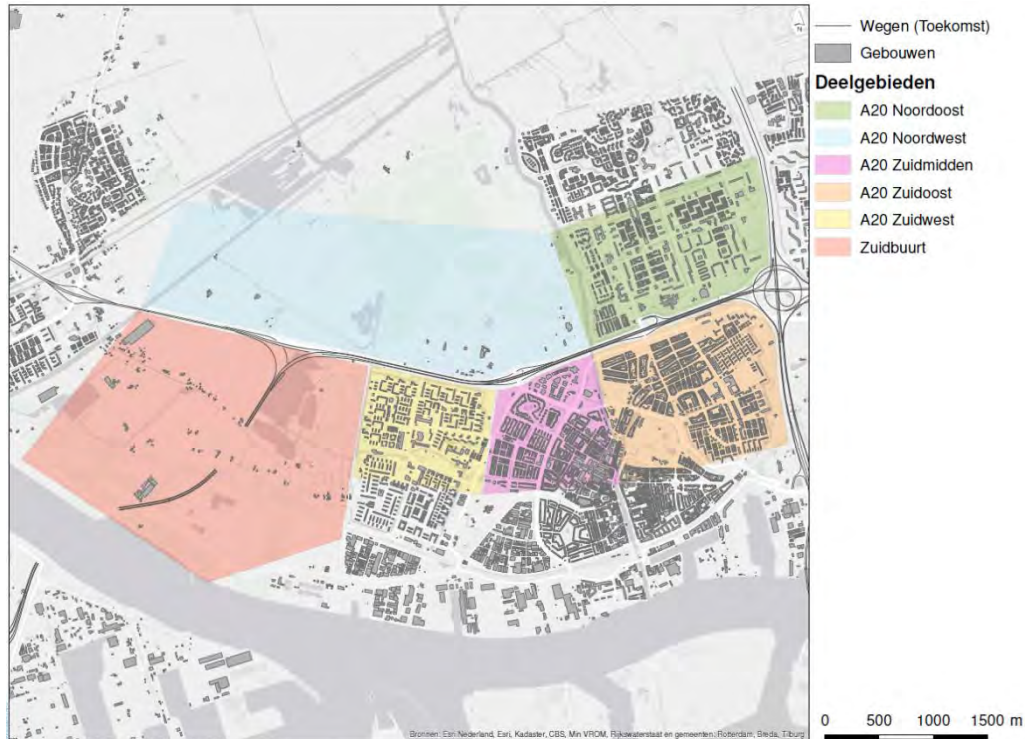 Wegen (Toekomst)
Gebouwen
Deelgebieden
A20 Noordoost
A20 Noordwest
A20 Zuidmidden
A20 Zuidoost
A20 Zuidwest
Zuidbuurt
Bronnen: Esri Nederland, Esri, Kadaster, CBS, Min VROM, Rijkswaterstaat en gemeenten: Rotterdam, Breda, Tilburg
0 500 1000 1500 m